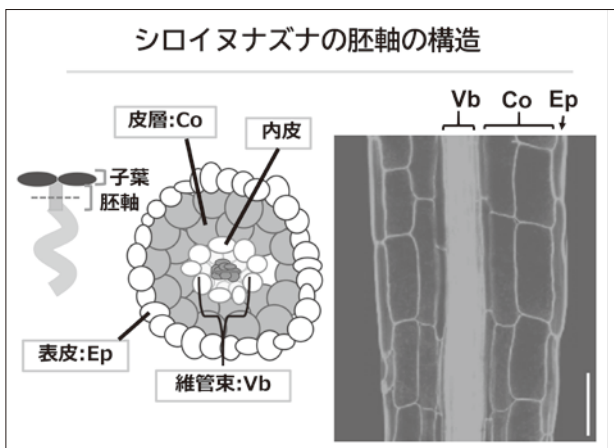 シロイヌナズナの胚軸の構造
皮層:Co
内皮
Vb Co Ep
子葉
胚軸
表皮:Ep
維管束:Vb